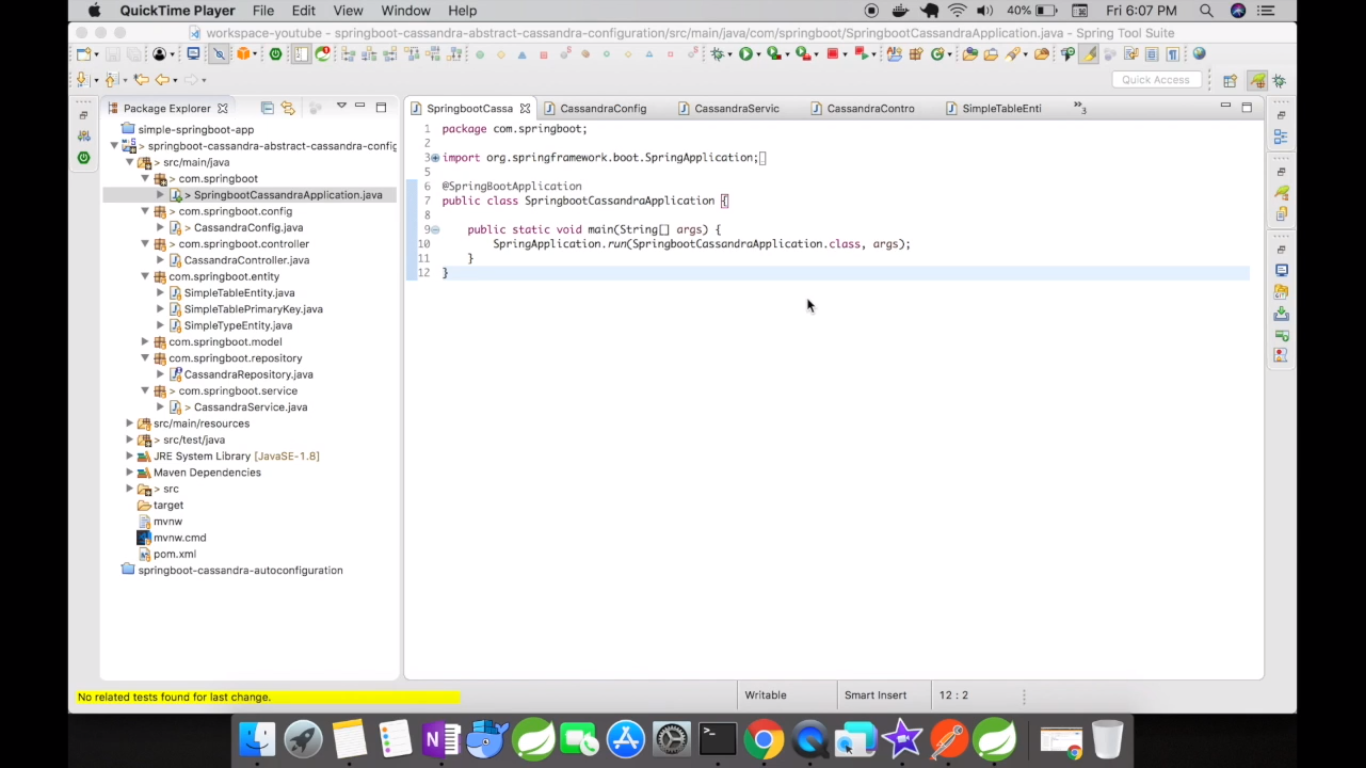 QuickTime Player File Edit View Window Help 40% Fri 6:07 PM
workspace-youtube - springboot-cassandra-abstract-cassandra-configuration/src/main/java/com/springboot/SpringbootCassandraApplication.java - Spring Tool Suite
Quick Access
Package Explorer
simple-springboot-app
> springboot-cassandra-abstract-cassandra-config
> src/main/java
> com.springboot
> SpringbootCassandraApplication.java
> com.springboot.config
> CassandraConfig.java
> com.springboot.controller
CassandraController.java
com.springboot.entity
SimpleTableEntity.java
SimpleTablePrimaryKey.java
SimpleTypeEntity.java
com.springboot.model
com.springboot.repository
CassandraRepository.java
> com.springboot.service
> CassandraService.java
src/main/resources
> src/test/java
JRE System Library [JavaSE-1.8]
Maven Dependencies
> src
target
mvnw
mvnw.cmd
pom.xml
springboot-cassandra-autoconfiguration
SpringbootCassa CassandraConfig CassandraServic CassandraContro SimpleTableEnti »3
1 package com.springboot;
2
3 import org.springframework.boot.SpringApplication;
5
6 @SpringBootApplication
7 public class SpringbootCassandraApplication {
8
9 public static void main(String[] args) {
10 SpringApplication.run(SpringbootCassandraApplication.class, args);
11 }
12 }
No related tests found for last change.
Writable Smart Insert 12 : 2